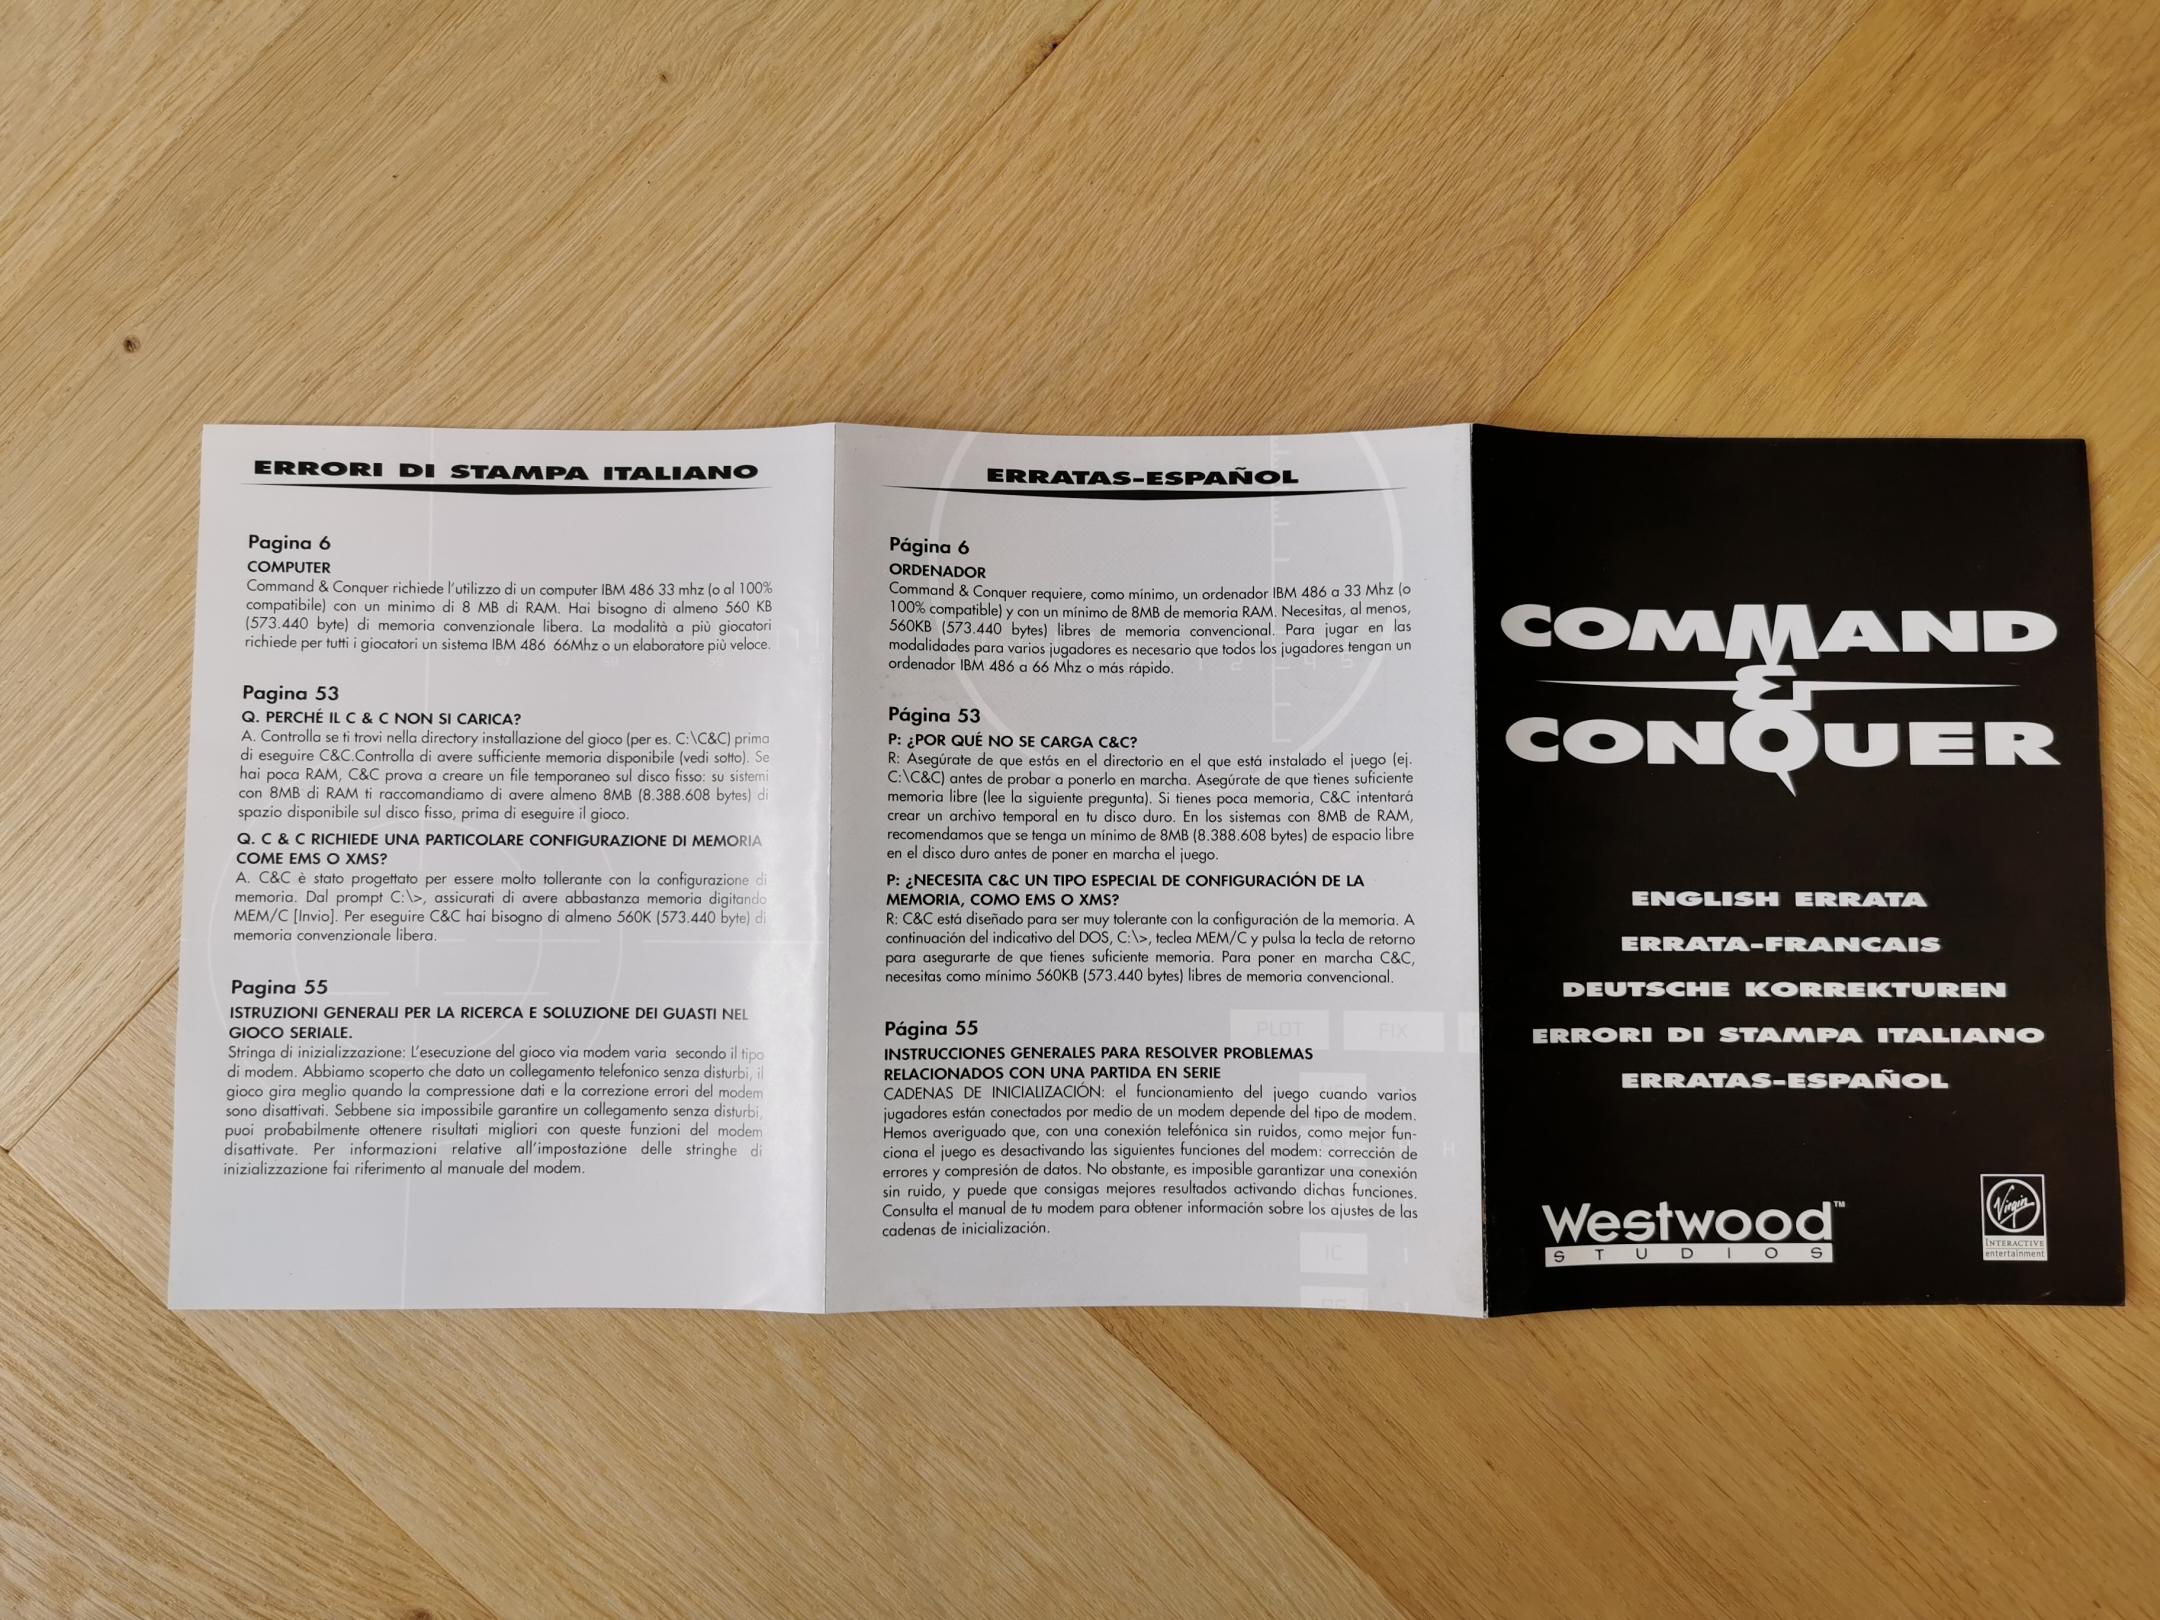 ERRORI DI STAMPA ITALIANO
Pagina 6
COMPUTER
Command & Conquer richiede l'utilizzo di un computer IBM 486 33 mhz (o al 100%
compatibile) con un minimo di 8 MB di RAM. Hai bisogno di almeno 560 KB
(573.440 byte) di memoria convenzionale libera. La modalità a più giocatori
richiede per tutti i giocatori un sistema IBM 486 66Mhz o un elaboratore più veloce.
Pagina 53
Q. PERCHÉ IL C & C NON SI CARICA?
A. Controlla se ti trovi nella directory installazione del gioco (per es. C:\C&C) prima
di eseguire C&C.Controlla di avere sufficiente memoria disponibile (vedi sotto). Se
hai poca RAM, C&C prova a creare un file temporaneo sul disco fisso: su sistemi
con 8MB di RAM ti raccomandiamo di avere almeno 8MB (8.388.608 bytes) di
spazio disponibile sul disco fisso, prima di eseguire il gioco.
Q. C & C RICHIEDE UNA PARTICOLARE CONFIGURAZIONE DI MEMORIA
COME EMS O XMS?
A. C&C è stato progettato per essere molto tollerante con la configurazione di
memoria. Dal prompt C:\>, assicurati di avere abbastanza memoria digitando
MEM/C [Invio]. Per eseguire C&C hai bisogno di almeno 560K (573.440 byte) di
memoria convenzionale libera.
Pagina 55
ISTRUZIONI GENERALI PER LA RICERCA E SOLUZIONE DEI GUASTI NEL
GIOCO SERIALE.
Stringa di inizializzazione: L'esecuzione del gioco via modem varia secondo il tipo
di modem. Abbiamo scoperto che dato un collegamento telefonico senza disturbi, il
gioco gira meglio quando la compressione dati e la correzione errori del modem
sono disattivati. Sebbene sia impossibile garantire un collegamento senza disturbi,
puoi probabilmente ottenere risultati migliori con queste funzioni del modem
disattivate. Per informazioni relative all'impostazione delle stringhe di
inizializzazione fai riferimento al manuale del modem.
ERRATAS-ESPAÑOL
Página 6
ORDENADOR
Command & Conquer requiere, como mínimo, un ordenador IBM 486 a 33 Mhz (o
100% compatible) y con un mínimo de 8MB de memoria RAM. Necesitas, al menos,
560KB (573.440 bytes) libres de memoria convencional. Para jugar en las
modalidades para varios jugadores es necesario que todos los jugadores tengan un
ordenador IBM 486 a 66 Mhz o más rápido.
Página 53
P: ¿POR QUÉ NO SE CARGA C&C?
R: Asegúrate de que estás en el directorio en el que está instalado el juego (ej.
C:\C&C) antes de probar a ponerlo en marcha. Asegúrate de que tienes suficiente
memoria libre (lee la siguiente pregunta). Si tienes poca memoria, C&C intentará
crear un archivo temporal en tu disco duro. En los sistemas con 8MB de RAM,
recomendamos que se tenga un mínimo de 8MB (8.388.608 bytes) de espacio libre
en el disco duro antes de poner en marcha el juego.
P: ¿NECESITA C&C UN TIPO ESPECIAL DE CONFIGURACIÓN DE LA
MEMORIA, COMO EMS O XMS?
R: C&C está diseñado para ser muy tolerante con la configuración de la memoria. A
continuación del indicativo del DOS, C:\>, teclea MEM/C y pulsa la tecla de retorno
para asegurarte de que tienes suficiente memoria. Para poner en marcha C&C,
necesitas como mínimo 560KB (573.440 bytes) libres de memoria convencional.
PLOT FIX
Página 55
INSTRUCCIONES GENERALES PARA RESOLVER PROBLEMAS
RELACIONADOS CON UNA PARTIDA EN SERIE
CADENAS DE INICIALIZACIÓN: el funcionamiento del juego cuando varios
jugadores están conectados por medio de un modem depende del tipo de modem.
Hemos averiguado que, con una conexión telefónica sin ruidos, como mejor fun-
ciona el juego es desactivando las siguientes funciones del modem: corrección de
errores y compresión de datos. No obstante, es imposible garantizar una conexión
sin ruido, y puede que consigas mejores resultados activando dichas funciones.
Consulta el manual de tu modem para obtener información sobre los ajustes de las
cadenas de inicialización.
IC
COMMAND
&
CONQUER
ENGLISH ERRATA
ERRATA-FRANCAIS
DEUTSCHE KORREKTUREN
ERRORI DI STAMPA ITALIANO
ERRATAS-ESPAÑOL
Westwood™
STUDIOS
Virgin
INTERACTIVE
entertainment